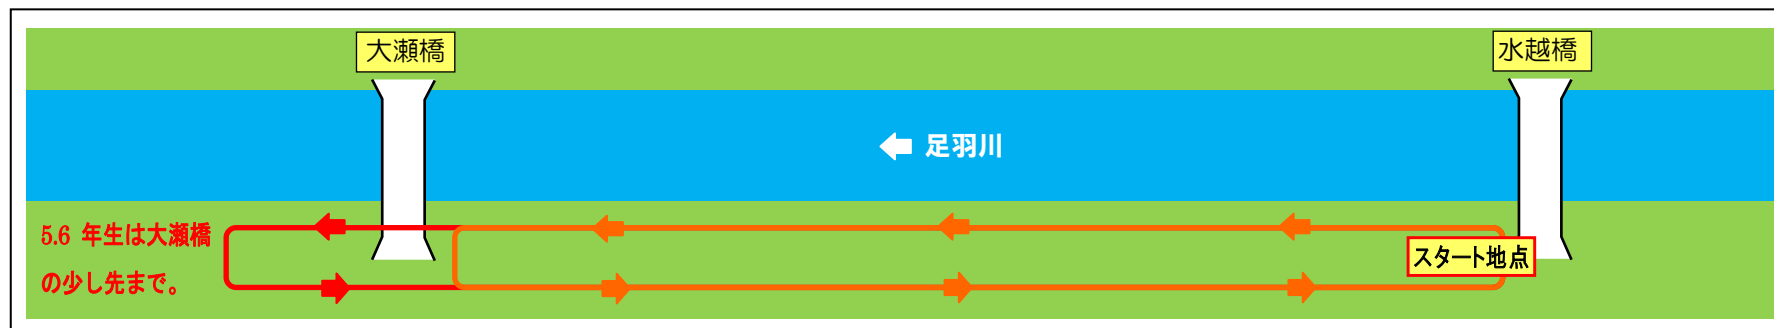 大瀬橋
水越橋
足羽川
5.6 年生は大瀬橋
の少し先まで。
スタート地点